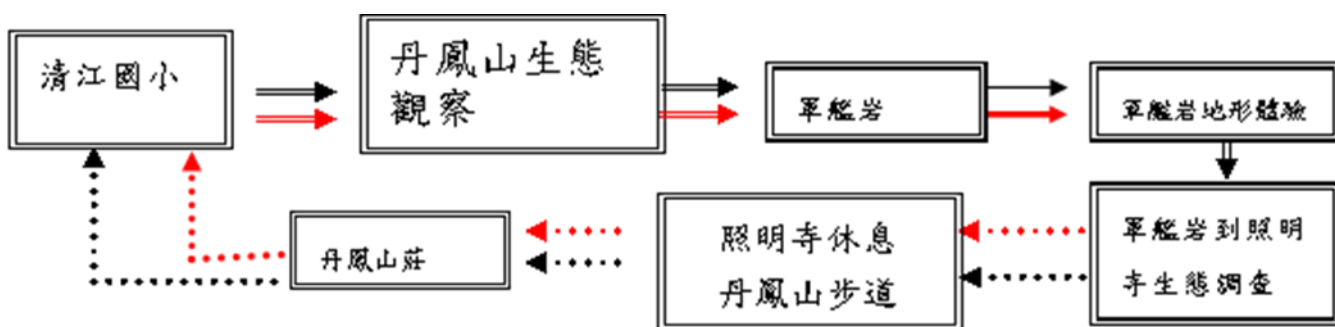 清江國小
丹鳳山生態
觀察
軍艦岩
軍艦岩地形體驗
軍艦岩到照明
寺生態調查
照明寺休息
丹鳳山步道
丹鳳山莊